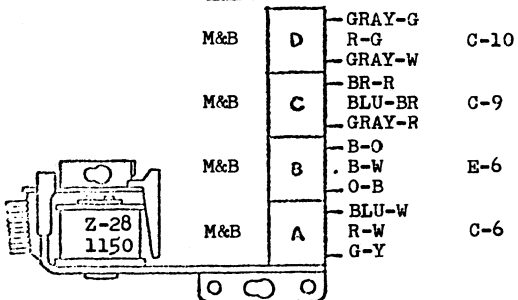 GRAY-G
M&B D R-G C-10
GRAY-W
BR-R
M&B C BLU-BR C-9
GRAY-R
B-O
M&B B B-W E-6
O-B
BLU-W
Z-28 M&B A R-W C-6
1150 G-Y